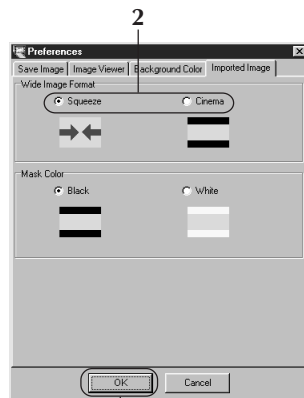 2
Preferences
Save Image Image Viewer Background Color Imported Image
Wide Image Format
Squeeze Cinema
Mask Color
Black White
OK Cancel